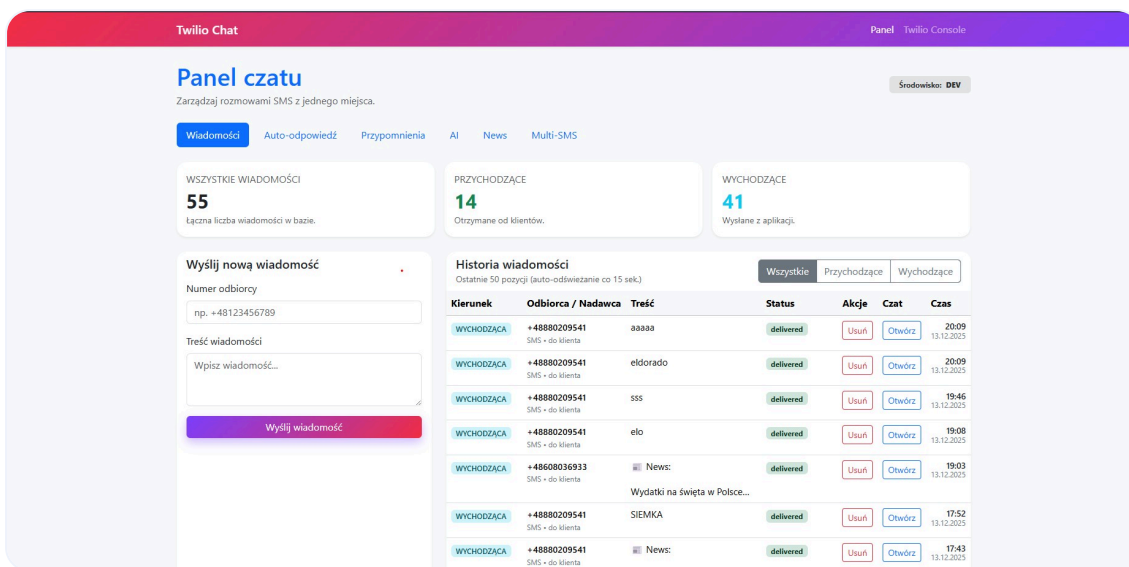 Twilio Chat
Panel Twilio Console
Panel czatu
Zarządzaj rozmowami SMS z jednego miejsca.
Środowisko: DEV
Wiadomości Auto-odpowiedź Przypomnienia AI News Multi-SMS
WSZYSTKIE WIADOMOŚCI
55
Łączna liczba wiadomości w bazie.
PRZYCHODZĄCE
14
Otrzymane od klientów.
WYCHODZĄCE
41
Wysłane z aplikacji.
Wyślij nową wiadomość
Numer odbiorcy
np. +48123456789
Treść wiadomości
Wpisz wiadomość...
Wyślij wiadomość
Historia wiadomości
Ostatnie 50 pozycji (auto-odświeżanie co 15 sek.)
Wszystkie Przychodzące Wychodzące
Kierunek Odbiorca / Nadawca Treść Status Akcje Czat Czas
WYCHODZĄCA +48880209541 aaaaa delivered Usuń Otwórz 20:09
SMS • do klienta 13.12.2025
WYCHODZĄCA +48880209541 eldorado delivered Usuń Otwórz 20:09
SMS • do klienta 13.12.2025
WYCHODZĄCA +48880209541 sss delivered Usuń Otwórz 19:46
SMS • do klienta 13.12.2025
WYCHODZĄCA +48880209541 elo delivered Usuń Otwórz 19:08
SMS • do klienta 13.12.2025
WYCHODZĄCA +48608036933 News: delivered Usuń Otwórz 19:03
SMS • do klienta 13.12.2025
Wydatki na święta w Polsce...
WYCHODZĄCA +48880209541 SIEMKA delivered Usuń Otwórz 17:52
SMS • do klienta 13.12.2025
WYCHODZĄCA +48880209541 News: delivered Usuń Otwórz 17:43
SMS • do klienta 13.12.2025